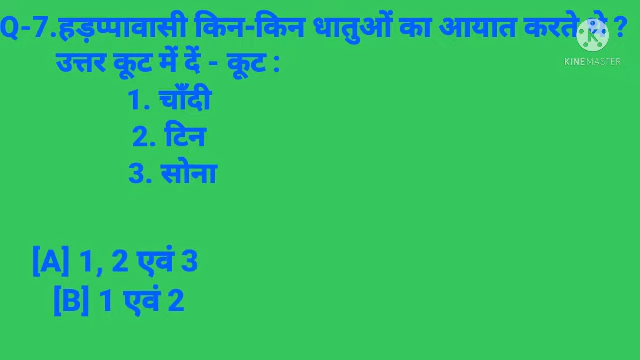 Q-7.हड़प्पावासी किन-किन धातुओं का आयात करते थे ?
उत्तर कूट में दें - कूट :
1. चाँदी
2. टिन
3. सोना
[A] 1, 2 एवं 3
[B] 1 एवं 2
KINEMASTER